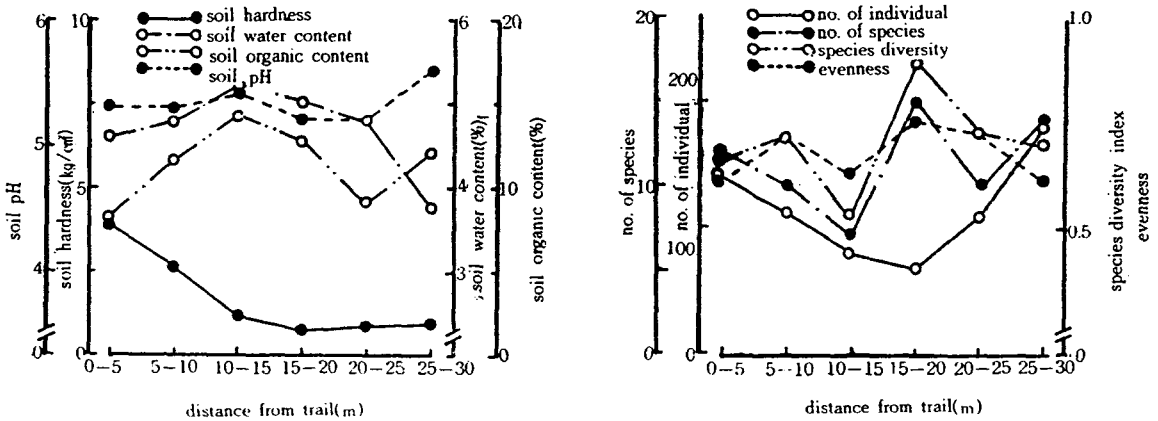 soil hardness
soil water content
soil organic content
soil pH
6
5
4
0
soil pH
10
5
0
soil hardness(kg/㎠)
6
4
3
0
soil water content(%)
20
10
0
soil organic content(%)
0-5 5-10 10-15 15-20 20-25 25-30
distance from trail(m)
no. of individual
no. of species
species diversity
evenness
20
10
0
no. of species
200
100
0
no. of individual
1.0
0.5
0
species diversity index
evenness
0-5 5-10 10-15 15-20 20-25 25-30
distance from trail(m)